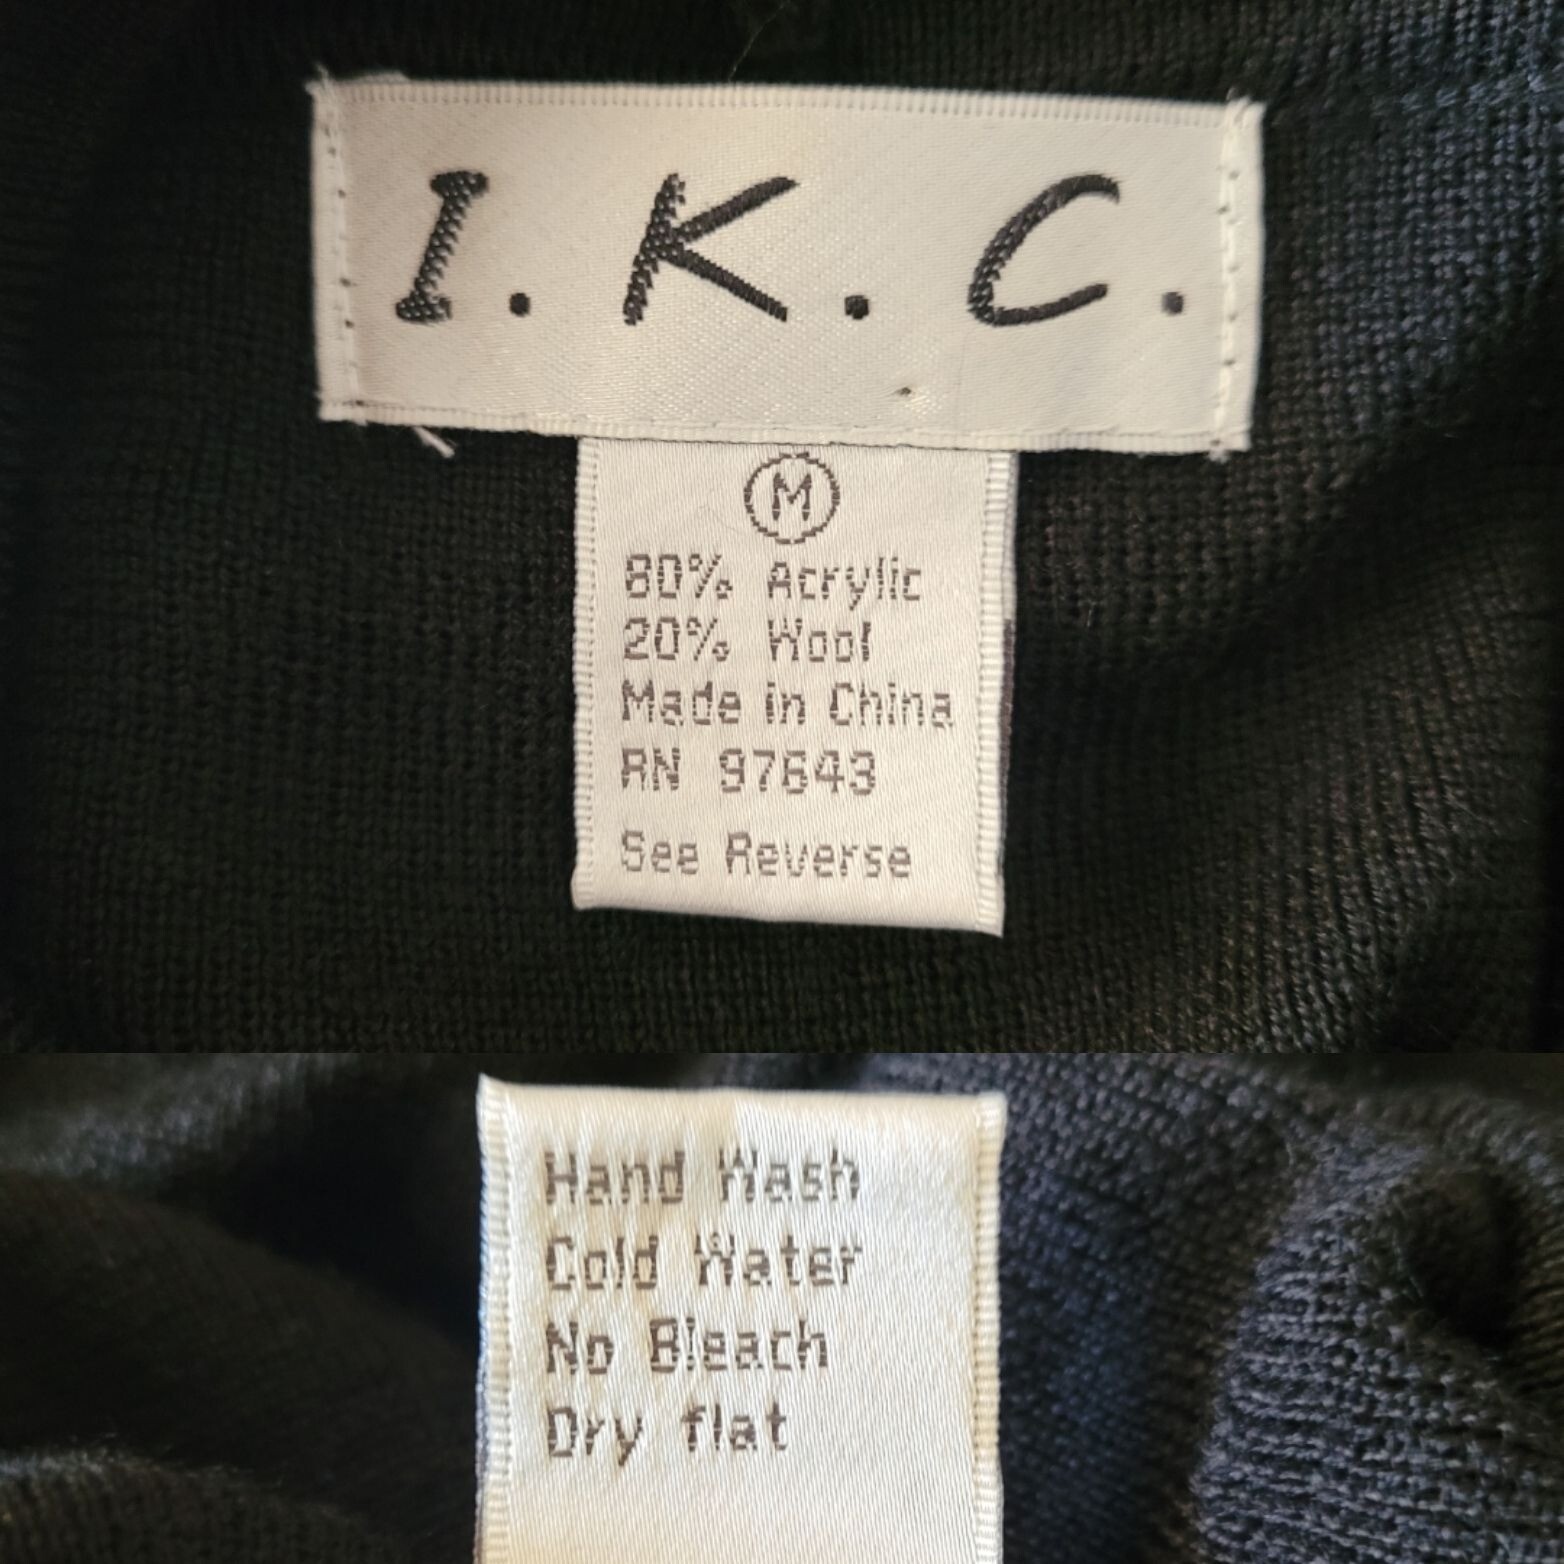 I. K. C.
M
80% Acrylic
20% Wool
Made in China
RN 97643
See Reverse
Hand Wash
Cold Water
No Bleach
Dry flat